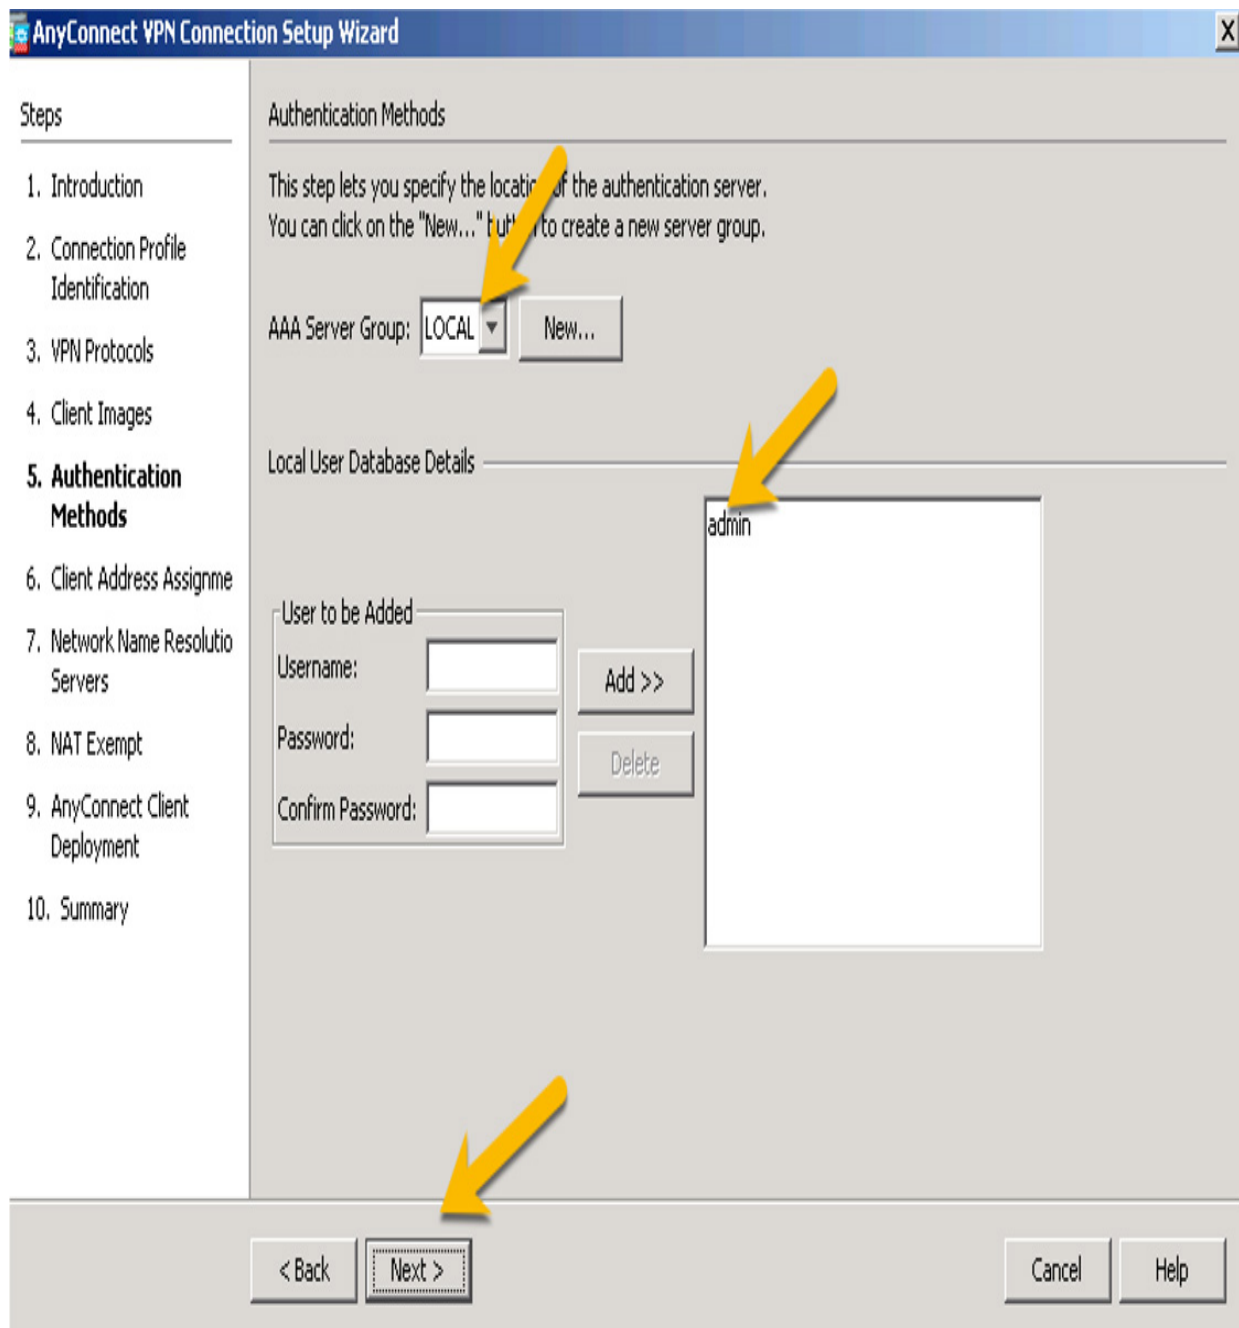 AnyConnect VPN Connection Setup Wizard
X
Steps
1. Introduction
2. Connection Profile
Identification
3. VPN Protocols
4. Client Images
5. Authentication
Methods
6. Client Address Assignme
7. Network Name Resolutio
Servers
8. NAT Exempt
9. AnyConnect Client
Deployment
10. Summary
Authentication Methods
This step lets you specify the location of the authentication server.
You can click on the "New..." button to create a new server group.
AAA Server Group: LOCAL New...
Local User Database Details
admin
User to be Added
Username:
Password:
Confirm Password:
Add >>
Delete
< Back Next > Cancel Help